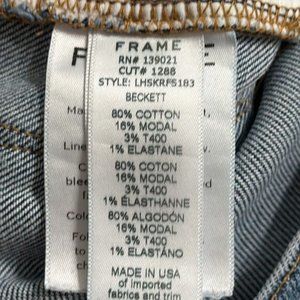 FRAME
RN# 139021
CUT# 1288
STYLE: LHSKRFS183
BECKETT
80% COTTON
16% MODAL
3% T400
1% ELASTANE
80% COTON
16% MODAL
3% T400
1% ÉLASTHANNE
80% ALGODÓN
16% MODAL
3% T400
1% ELASTANO
MADE IN USA
of imported
fabrics and trim